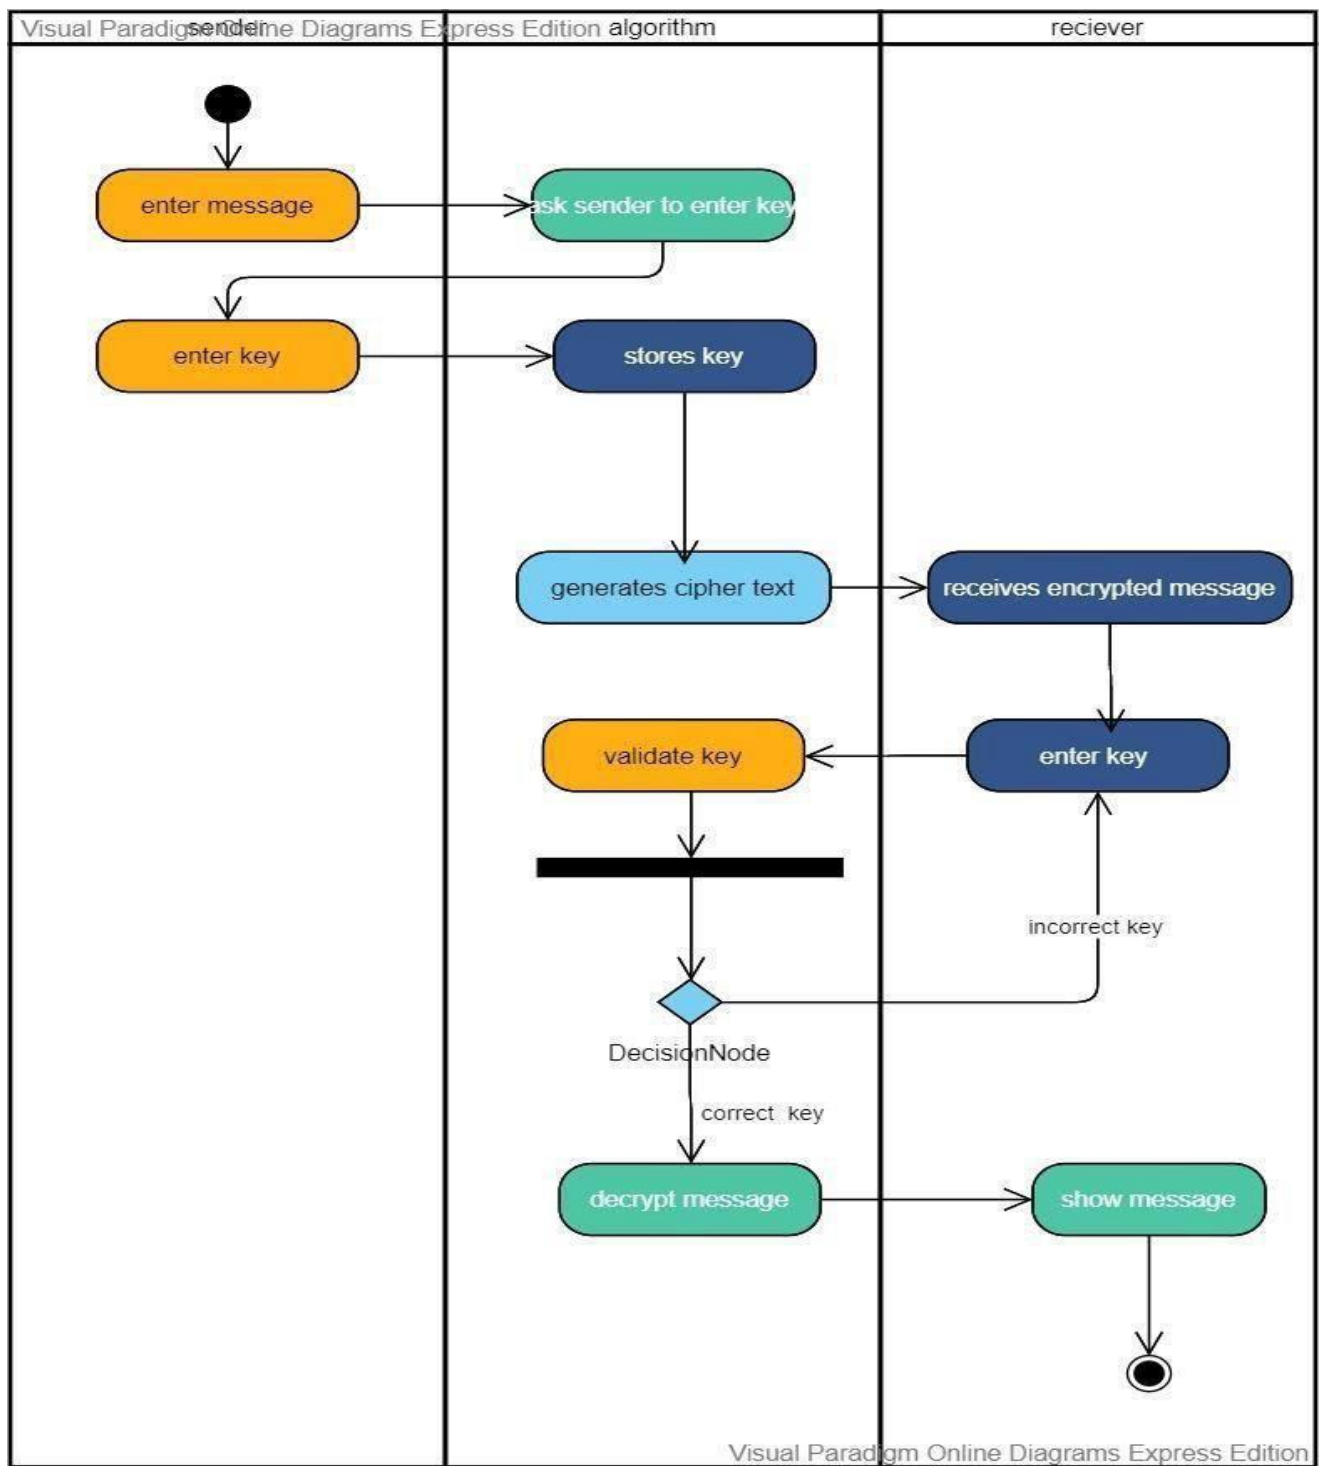 Visual Paradigm Online Diagrams Express Edition
sender
algorithm
reciever
enter message
ask sender to enter key
enter key
stores key
generates cipher text
receives encrypted message
validate key
enter key
incorrect key
DecisionNode
correct key
decrypt message
show message
Visual Paradigm Online Diagrams Express Edition